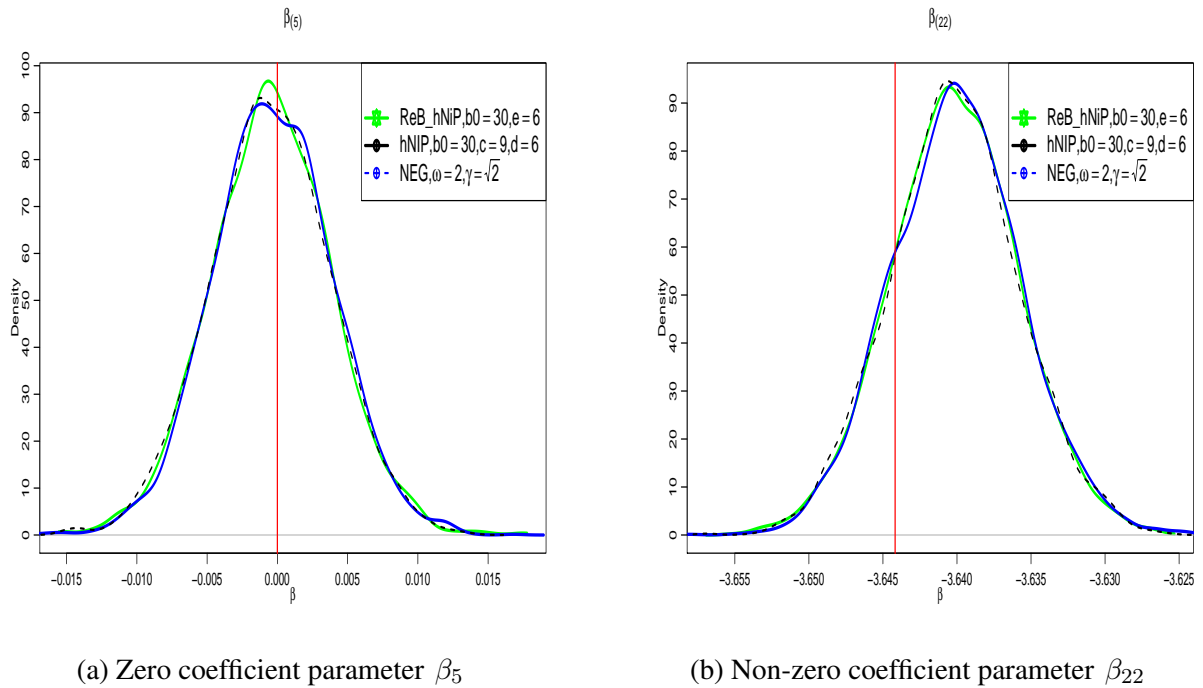 β(5)
100
90
80
70
60
50
40
30
20
10
0
Density
ReB_hNiP,b0 = 30,e = 6
hNIP,b0 = 30,c = 9,d = 6
NEG,ω = 2,γ = √2
−0.015 −0.010 −0.005 0.000 0.005 0.010 0.015
β
(a) Zero coefficient parameter β5
β(22)
90
80
70
60
50
40
30
20
10
0
Density
ReB_hNiP,b0 = 30,e = 6
hNIP,b0 = 30,c = 9,d = 6
NEG,ω = 2,γ = √2
−3.655 −3.650 −3.645 −3.640 −3.635 −3.630 −3.625
β
(b) Non-zero coefficient parameter β22